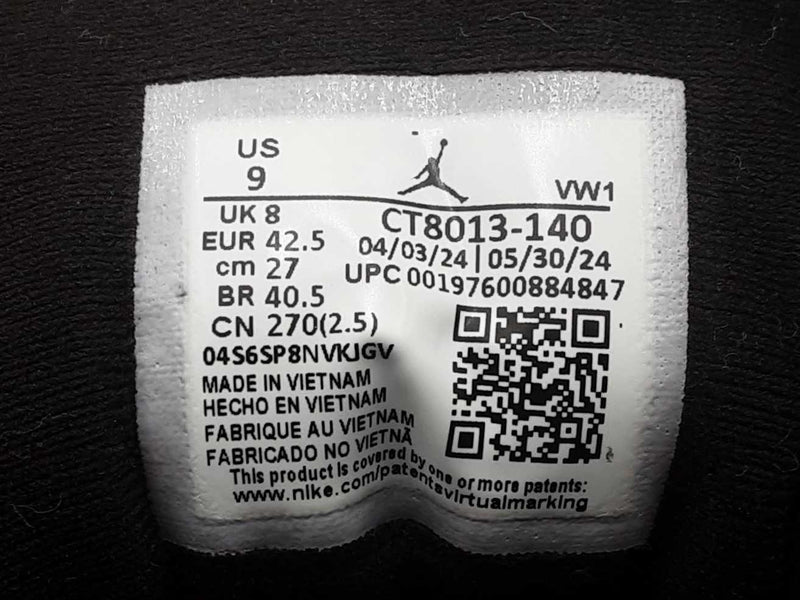 US
9
VW1
UK 8
CT8013-140
EUR 42.5
04/03/24 | 05/30/24
cm 27
UPC 00197600884847
BR 40.5
CN 270(2.5)
04S6SP8NVKJGV
MADE IN VIETNAM
HECHO EN VIETNAM
FABRIQUE AU VIETNAM
FABRICADO NO VIETNÃ
This product is covered by one or more patents:
www.nike.com/patentsvirtualmarking